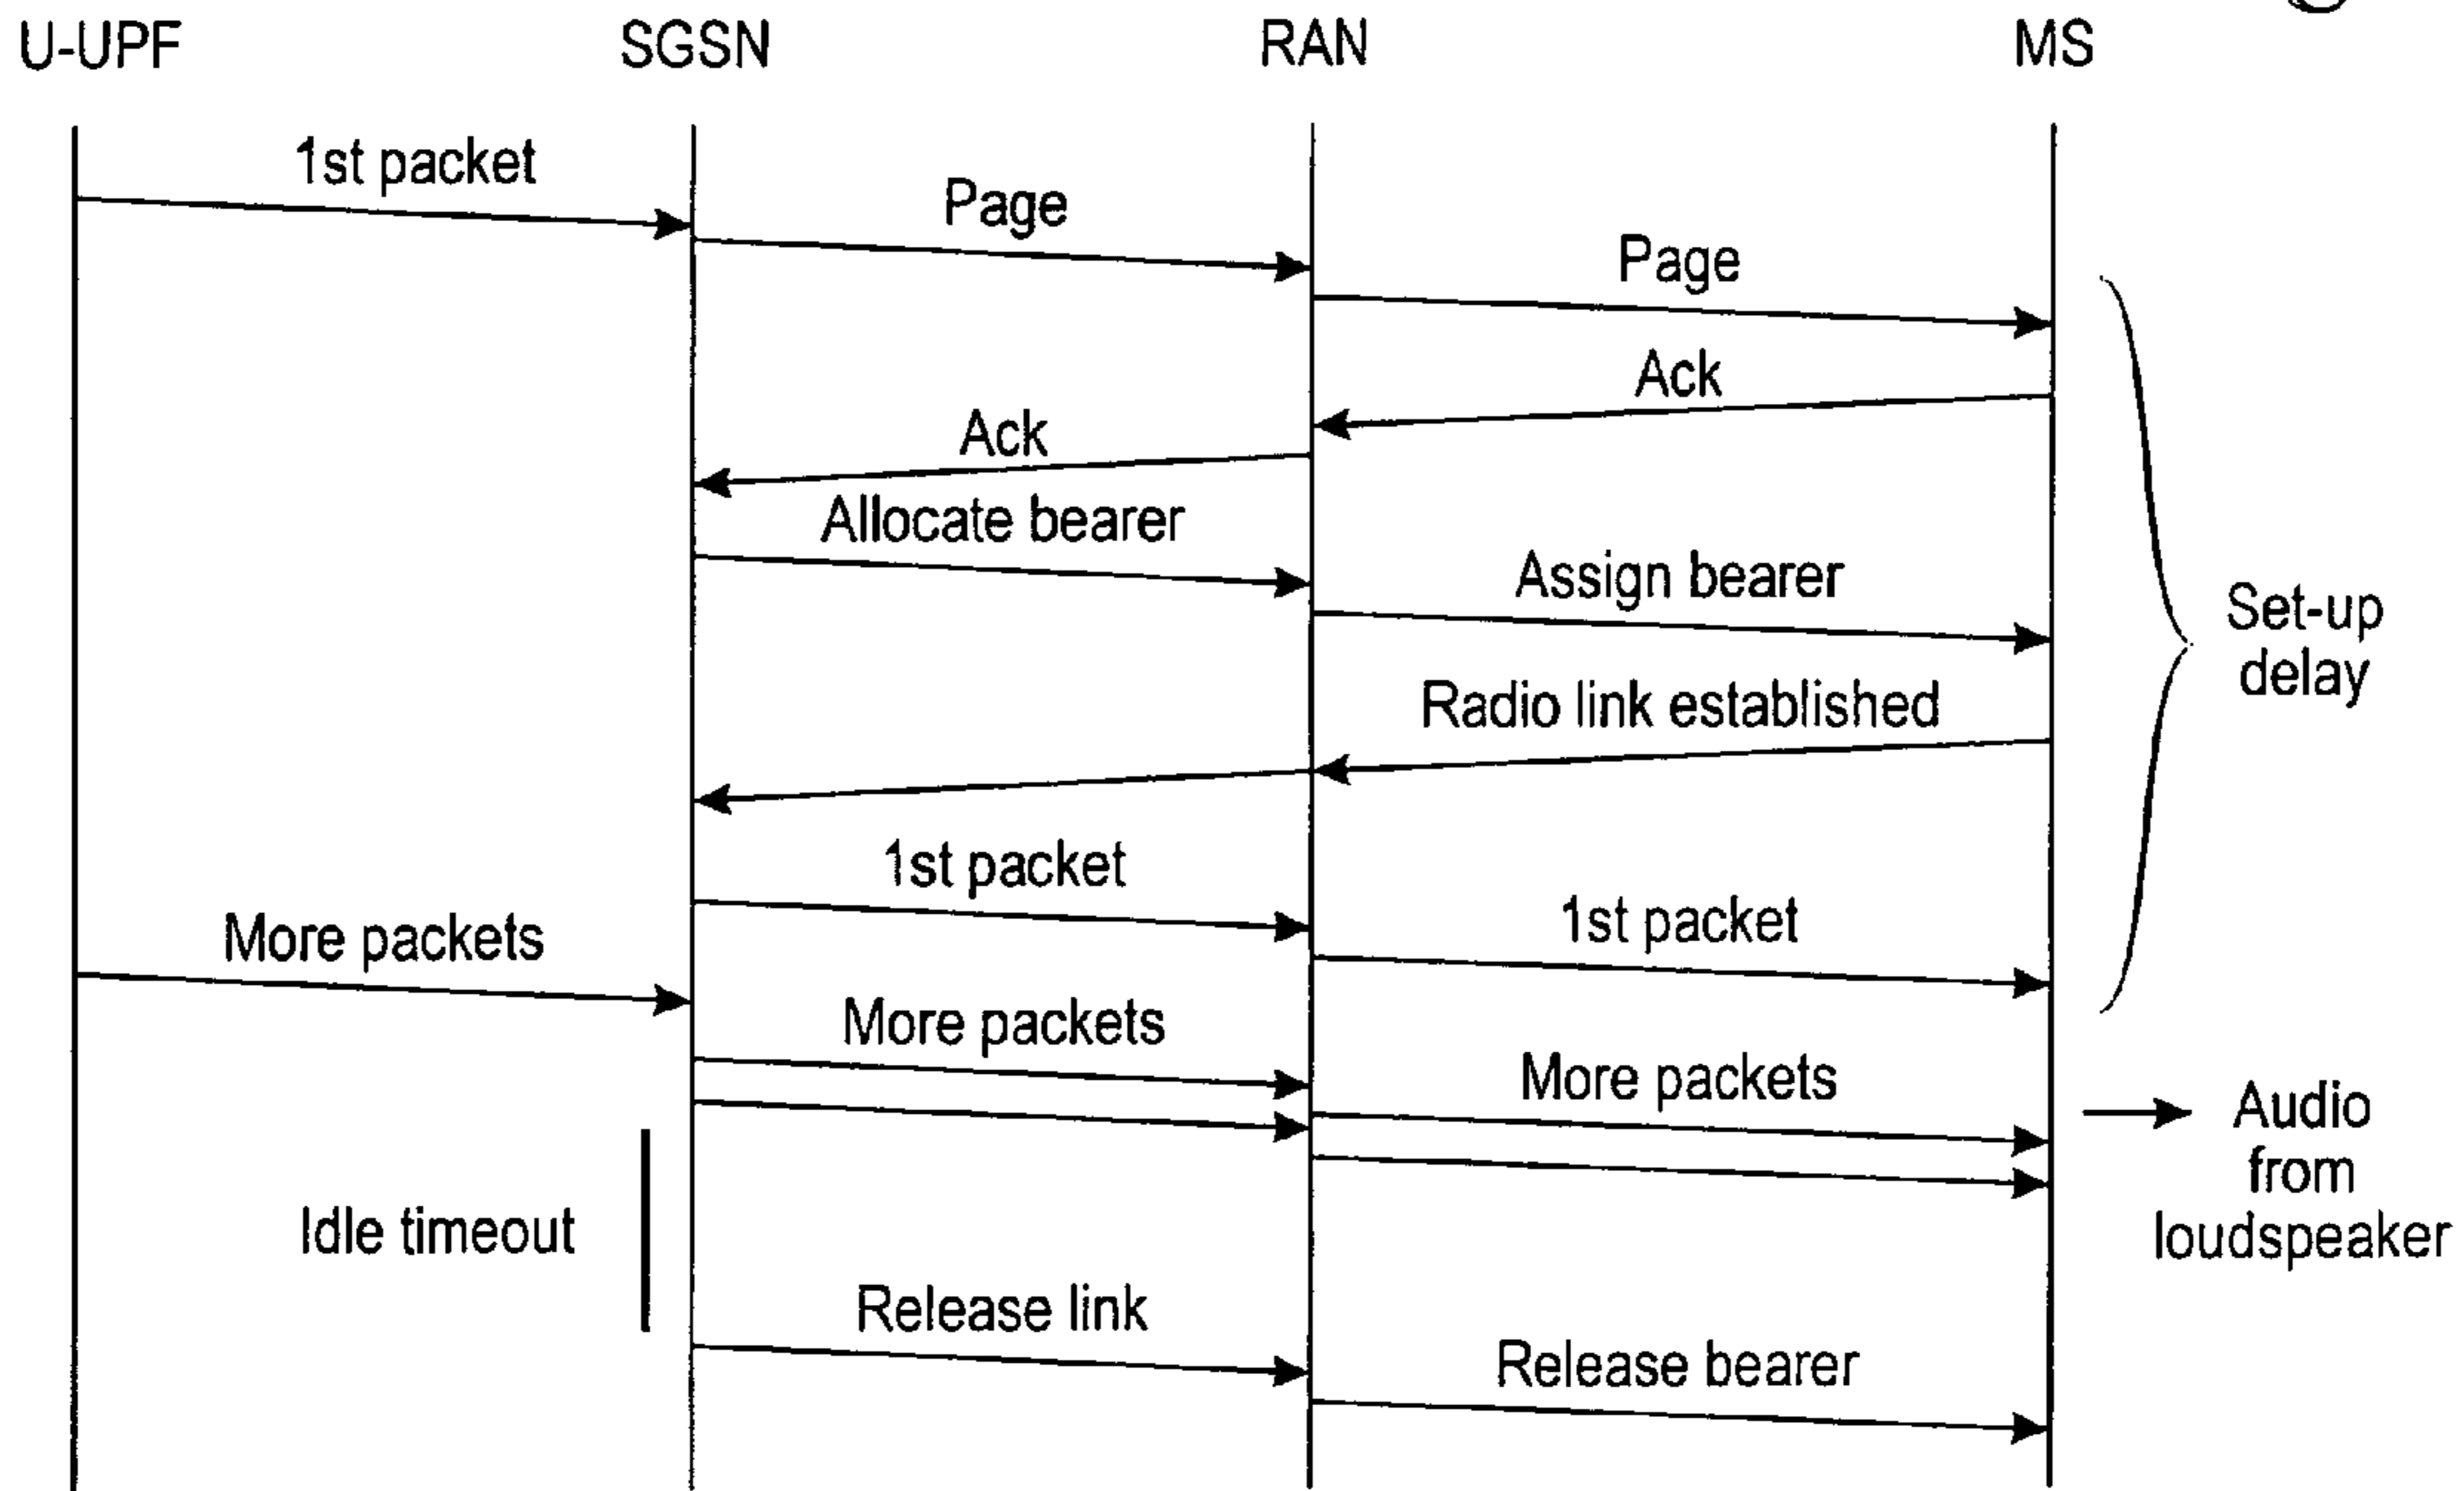 U-UPF
SGSN
RAN
MS
1st packet
Page
Page
Ack
Ack
Allocate bearer
Assign bearer
Set-up
delay
Radio link established
1st packet
1st packet
More packets
More packets
More packets
Audio
from
loudspeaker
Idle timeout
Release link
Release bearer